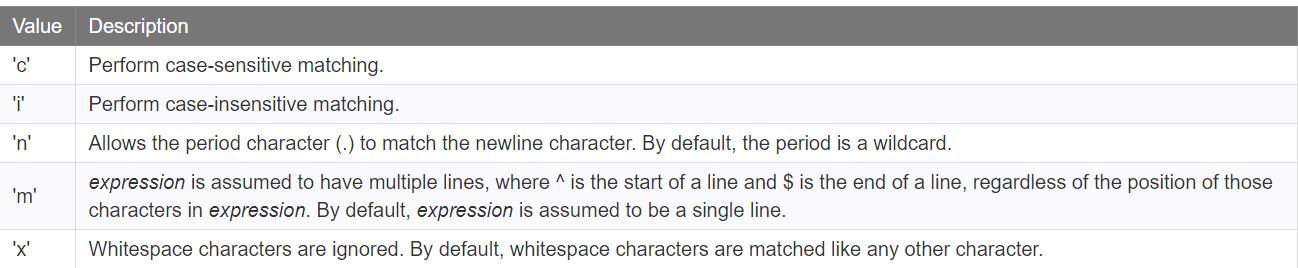 Value Description
'c' Perform case-sensitive matching.
'i' Perform case-insensitive matching.
'n' Allows the period character (.) to match the newline character. By default, the period is a wildcard.
'm' expression is assumed to have multiple lines, where ^ is the start of a line and $ is the end of a line, regardless of the position of those
characters in expression. By default, expression is assumed to be a single line.
'x' Whitespace characters are ignored. By default, whitespace characters are matched like any other character.